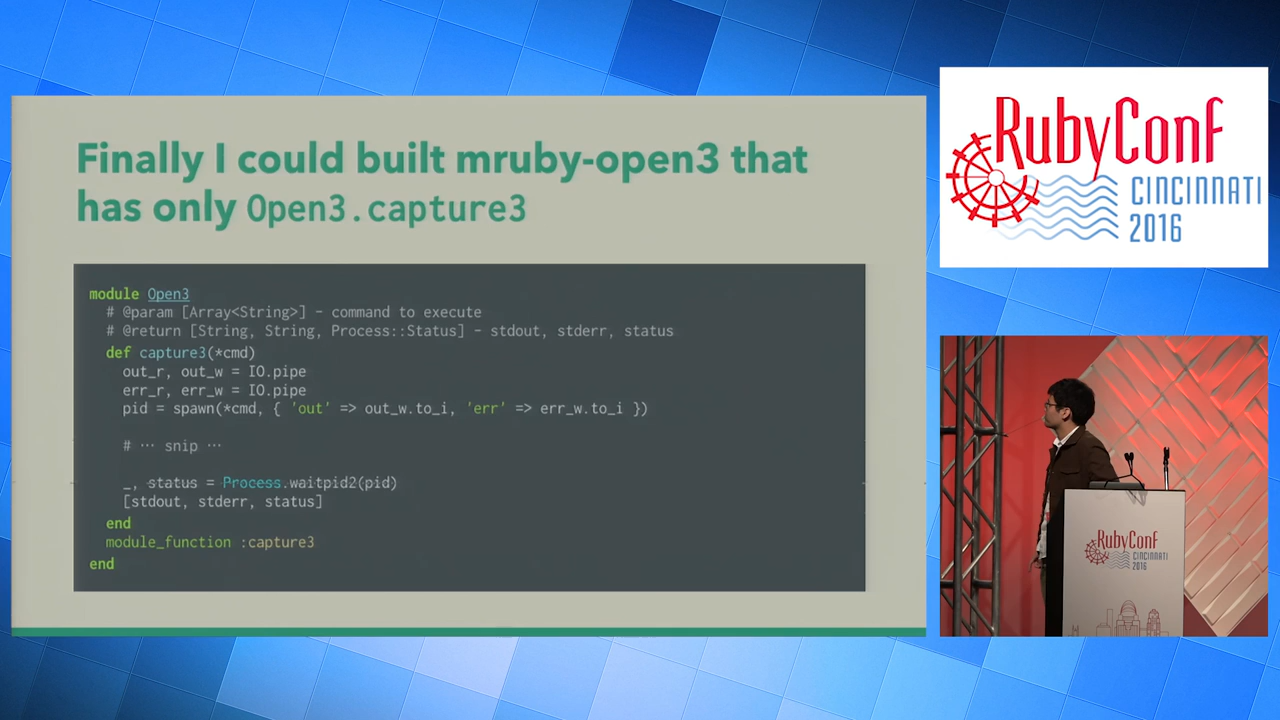 Finally I could built mruby-open3 that
has only Open3.capture3
module Open3
# @param [Array<String>] - command to execute
# @return [String, String, Process::Status] - stdout, stderr, status
def capture3(*cmd)
out_r, out_w = IO.pipe
err_r, err_w = IO.pipe
pid = spawn(*cmd, { 'out' => out_w.to_i, 'err' => err_w.to_i })
# … snip …
_, status = Process.waitpid2(pid)
[stdout, stderr, status]
end
module_function :capture3
end
RubyConf
CINCINNATI
2016
RubyConf
CINCINNATI
2016